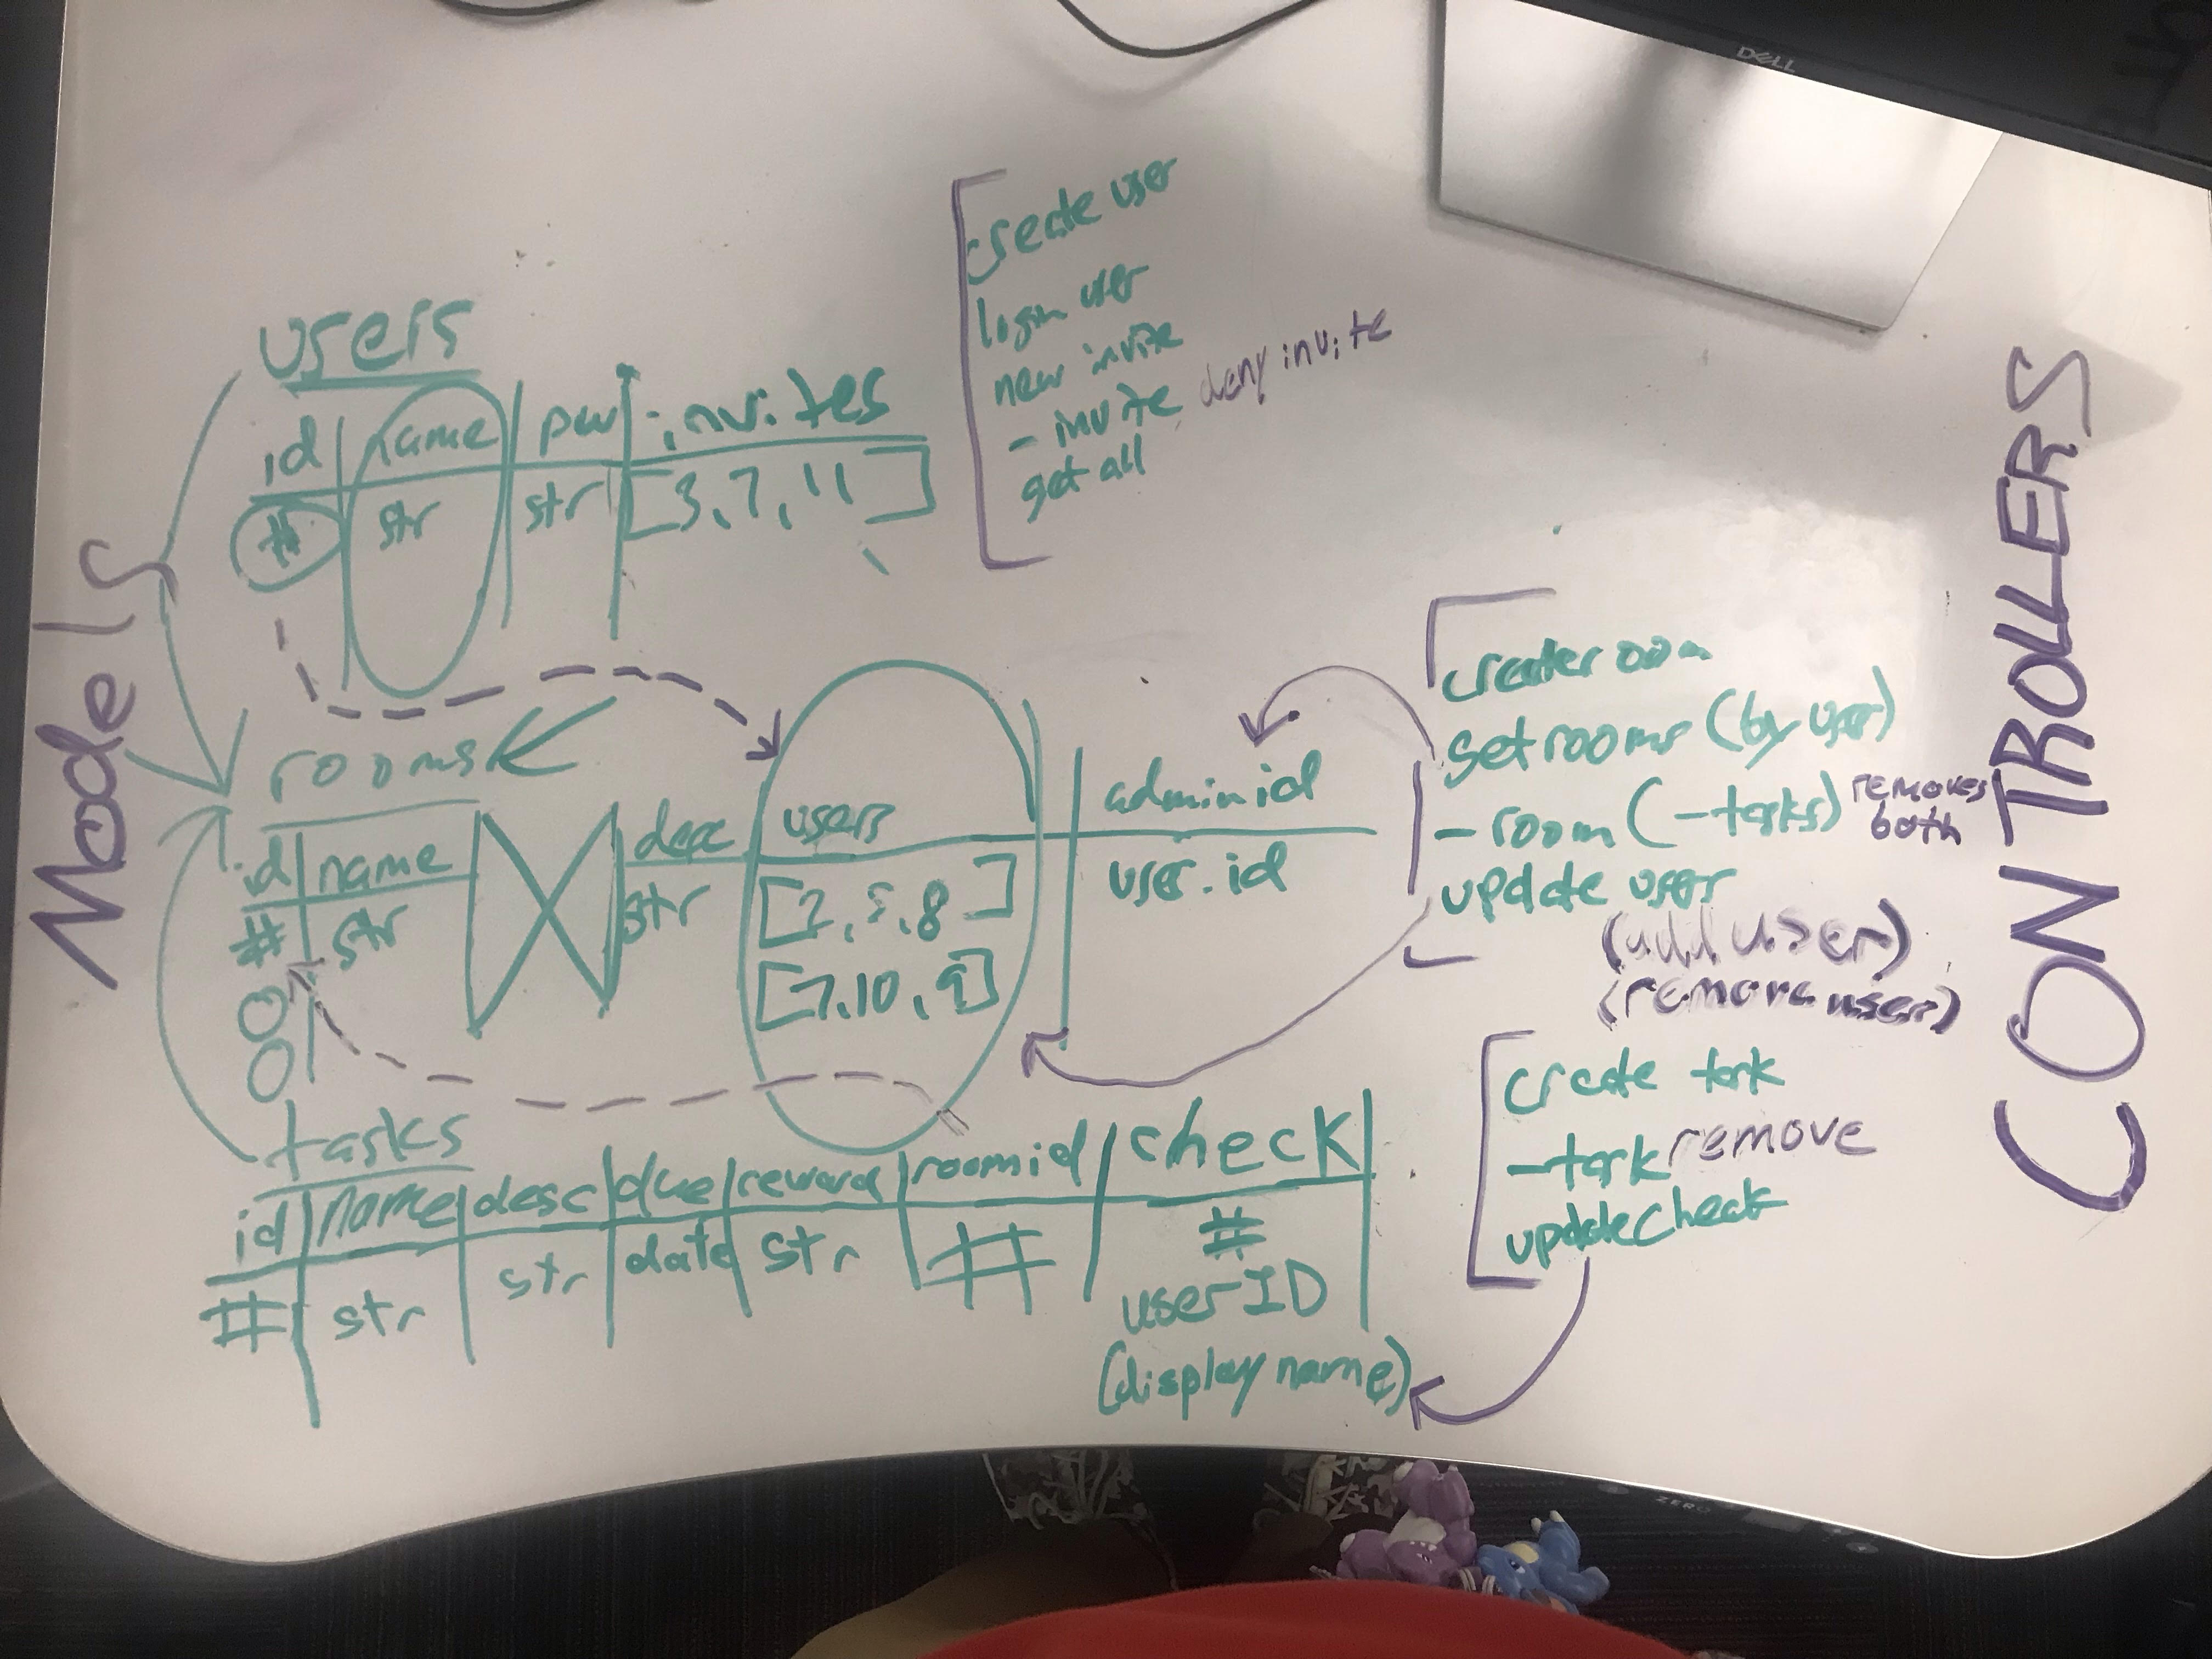 DELL
Models
users
id | name | pw | invites
# | str | str | [3, 7, 11]
create user
login user
new invite
- invite deny invite
get all
rooms
id | name | desc | users | adminid
# | str | str | [2, 5, 8] | user.id
[7, 10, 9]
create room
get rooms (by user)
- room (-tasks) removes both
update user
(add user)
(remove user)
tasks
id | name | desc | due | reward | roomid | check
# | str | str | date | str | # | #
userID
(display name)
create task
-task remove
update check
CONTROLLERS
ZERO